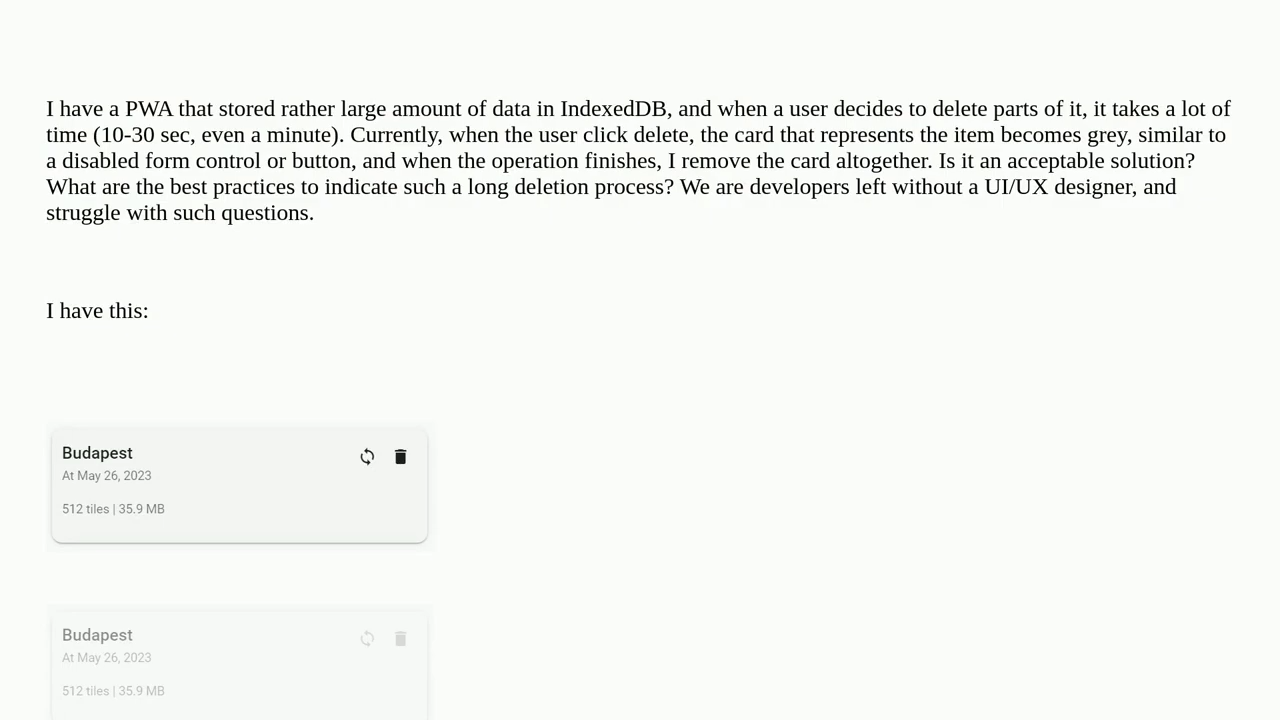 I have a PWA that stored rather large amount of data in IndexedDB, and when a user decides to delete parts of it, it takes a lot of
time (10-30 sec, even a minute). Currently, when the user click delete, the card that represents the item becomes grey, similar to
a disabled form control or button, and when the operation finishes, I remove the card altogether. Is it an acceptable solution?
What are the best practices to indicate such a long deletion process? We are developers left without a UI/UX designer, and
struggle with such questions.
I have this:
Budapest
At May 26, 2023
512 tiles | 35.9 MB
Budapest
At May 26, 2023
512 tiles | 35.9 MB